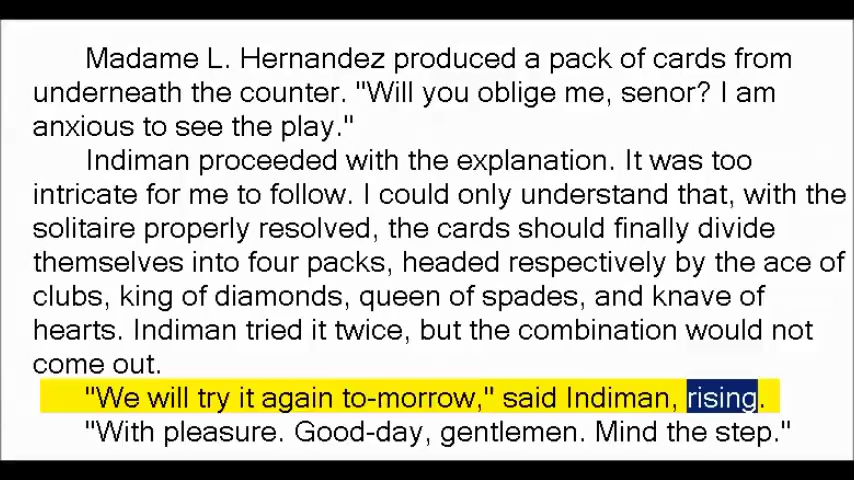 Madame L. Hernandez produced a pack of cards from
underneath the counter. "Will you oblige me, senor? I am
anxious to see the play."
Indiman proceeded with the explanation. It was too
intricate for me to follow. I could only understand that, with the
solitaire properly resolved, the cards should finally divide
themselves into four packs, headed respectively by the ace of
clubs, king of diamonds, queen of spades, and knave of
hearts. Indiman tried it twice, but the combination would not
come out.
"We will try it again to-morrow," said Indiman, rising.
"With pleasure. Good-day, gentlemen. Mind the step."